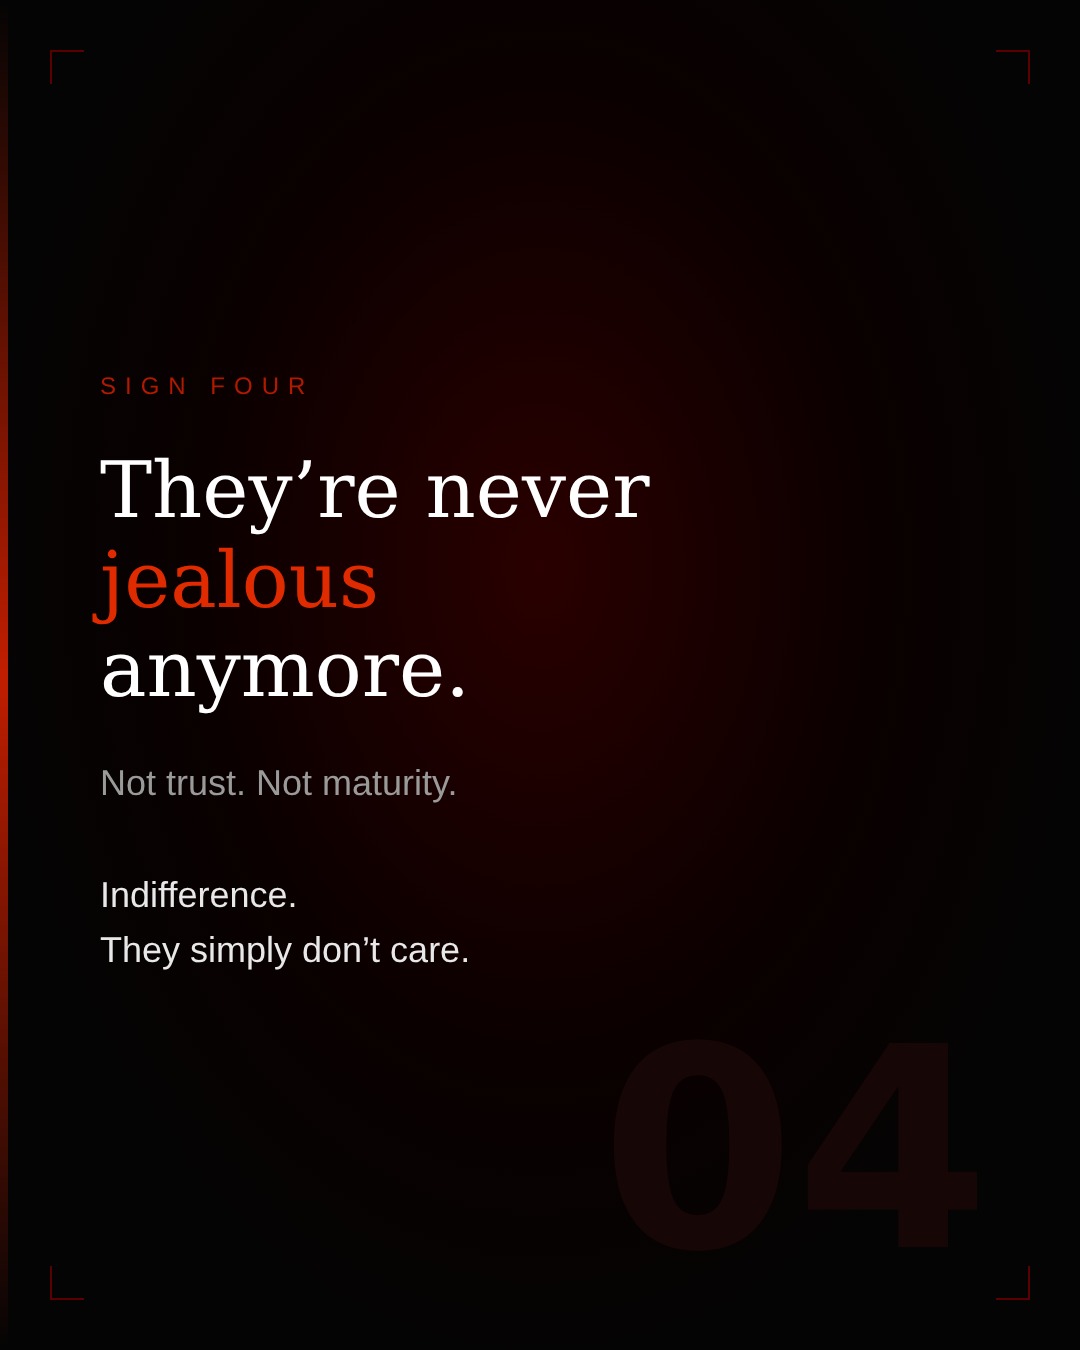 SIGN FOUR
They’re never
jealous
anymore.
Not trust. Not maturity.
Indifference.
They simply don’t care.
04